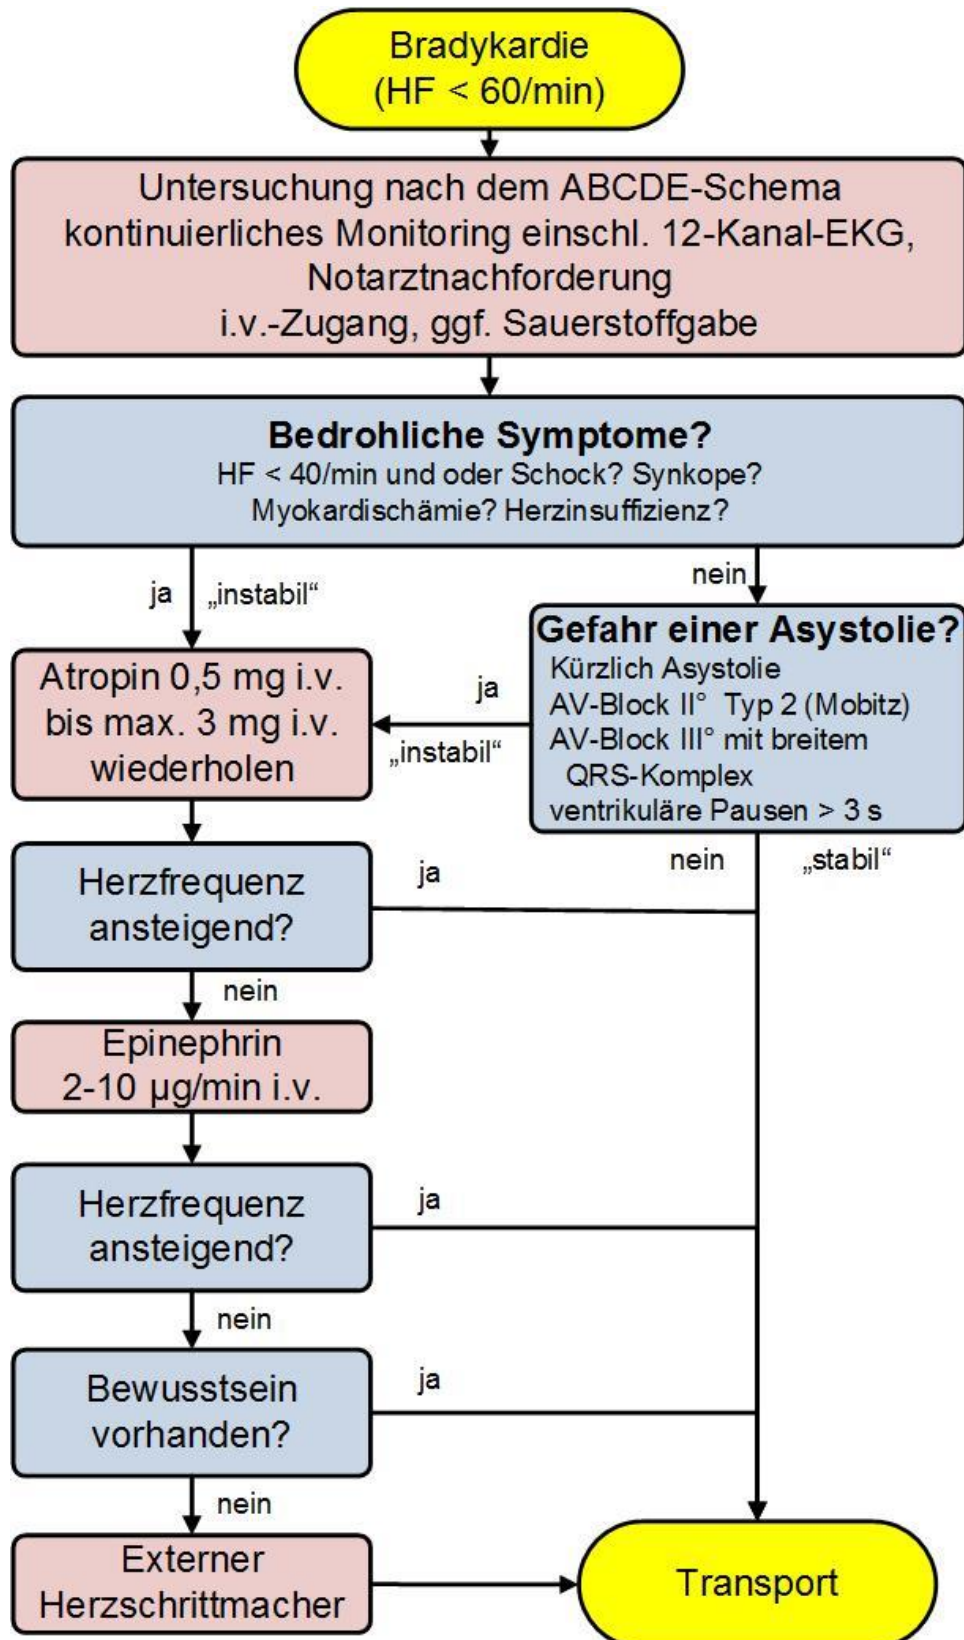 Bradykardie
(HF < 60/min)
Untersuchung nach dem ABCDE-Schema
kontinuierliches Monitoring einschl. 12-Kanal-EKG,
Notarztnachforderung
i.v.-Zugang, ggf. Sauerstoffgabe
Bedrohliche Symptome?
HF < 40/min und oder Schock? Synkope?
Myokardischämie? Herzinsuffizienz?
ja „instabil“
nein
Gefahr einer Asystolie?
Kürzlich Asystolie
AV-Block II° Typ 2 (Mobitz)
AV-Block III° mit breitem
QRS-Komplex
ventrikuläre Pausen > 3 s
ja
„instabil“
nein „stabil“
Atropin 0,5 mg i.v.
bis max. 3 mg i.v.
wiederholen
Herzfrequenz
ansteigend?
ja
nein
Epinephrin
2-10 µg/min i.v.
Herzfrequenz
ansteigend?
ja
nein
Bewusstsein
vorhanden?
ja
nein
Externer
Herzschrittmacher
Transport